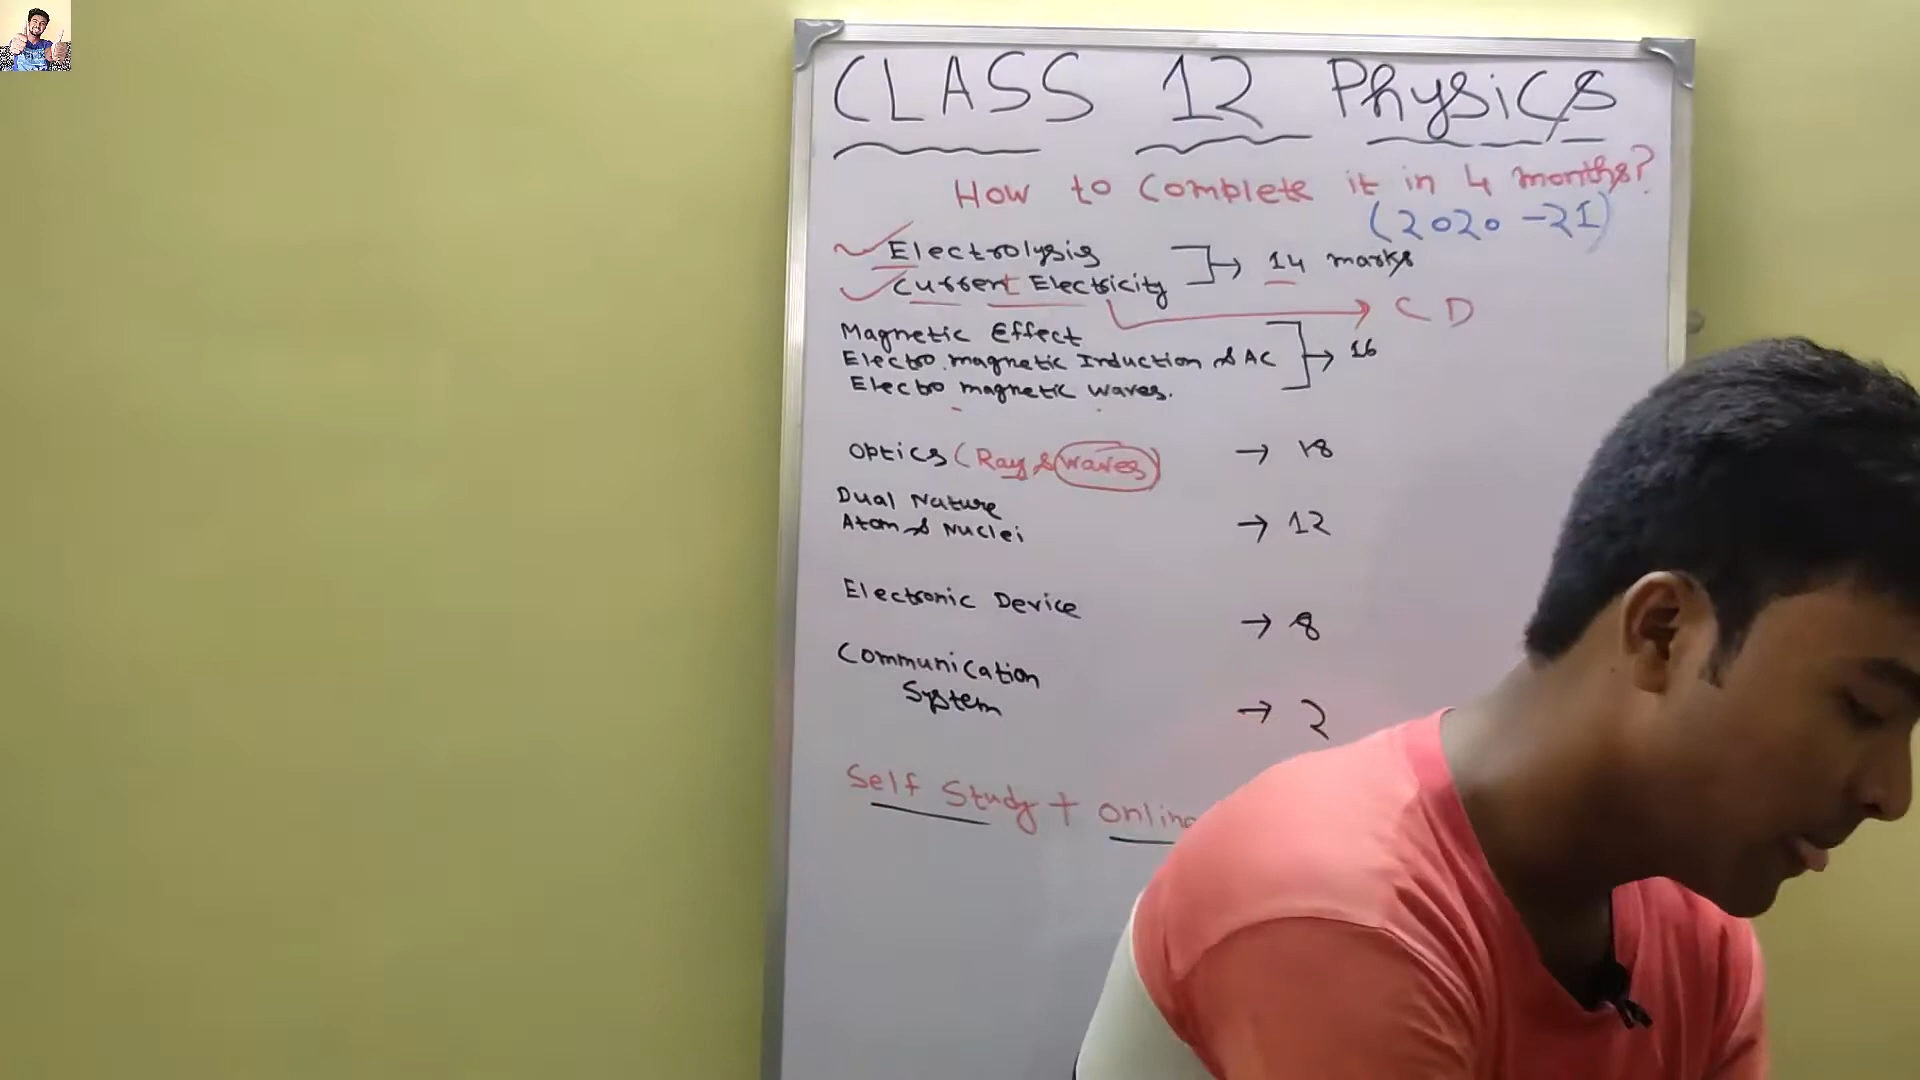 CLASS 12 Physics
How to Complete it in 4 months?
(2020-21)
Electrolysis
Current Electricity
→ 14 marks
→ CD
Magnetic Effect
Electro magnetic Induction & AC
Electro magnetic Waves.
→ 16
Optics (Ray & Waves) → 18
Dual Nature
Atom & Nuclei → 12
Electronic Device → 8
Communication
System → 2
Self Study + Online